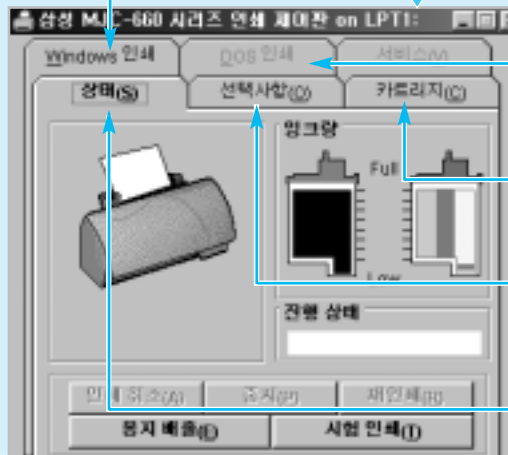 삼성 MJC-660 시리즈 인쇄 제어판 on LPT1:
Windows 인쇄 DOS 인쇄 서비스(V)
상태(S) 선택사항(O) 카트리지(C)
잉크량
Full
Low
진행 상태
인쇄 취소(A) 중지(P) 재인쇄(R)
용지 배출(E) 시험 인쇄(T)